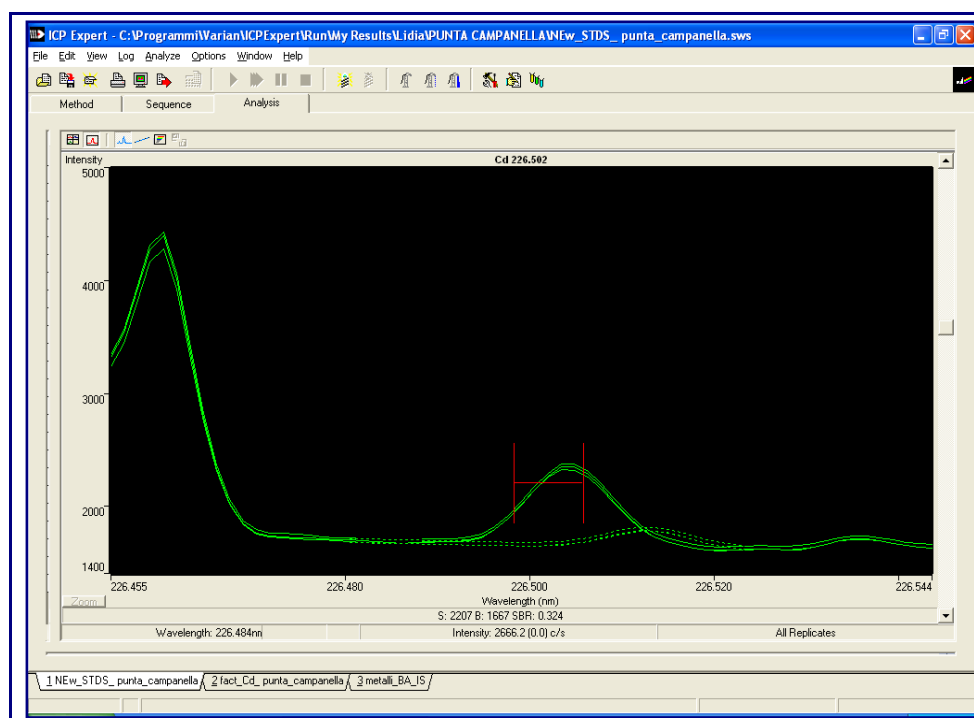 ICP Expert - C:\Programmi\Varian\ICPExpert\Run\My Results\Lidia\PUNTA CAMPANELLA\NEw_STDS_ punta_campanella.sws
File Edit View Log Analyze Options Window Help
Method Sequence Analysis
Intensity Cd 226.502
5000
4000
3000
2000
1400
226.455 226.480 226.500 226.520 226.544
Zoom Wavelength (nm)
S: 2207 B: 1667 SBR: 0.324
Wavelength: 226.484nm Intensity: 2666.2 (0.0) c/s All Replicates
1 NEw_STDS_ punta_campanella 2 fact_Cd_ punta_campanella 3 metalli_BA_IS